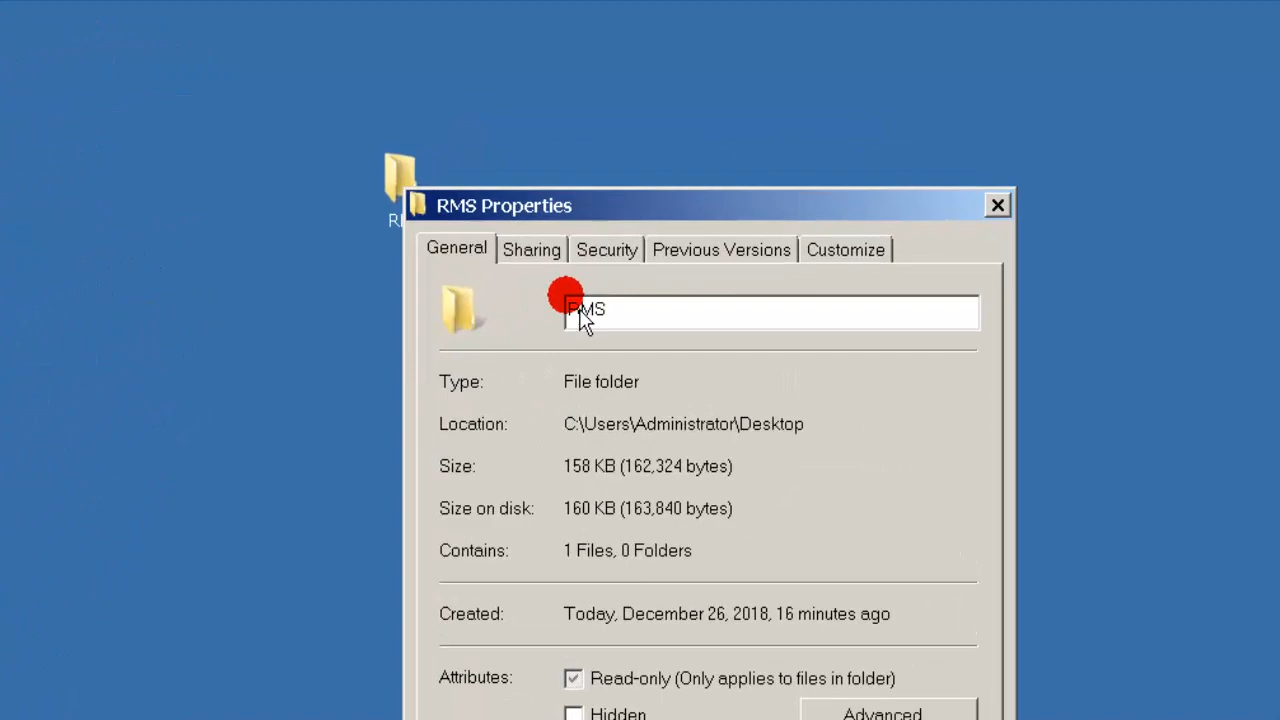 RMS Properties
General Sharing Security Previous Versions Customize
RMS
Type: File folder
Location: C:\Users\Administrator\Desktop
Size: 158 KB (162,324 bytes)
Size on disk: 160 KB (163,840 bytes)
Contains: 1 Files, 0 Folders
Created: Today, December 26, 2018, 16 minutes ago
Attributes: Read-only (Only applies to files in folder)
Hidden Advanced